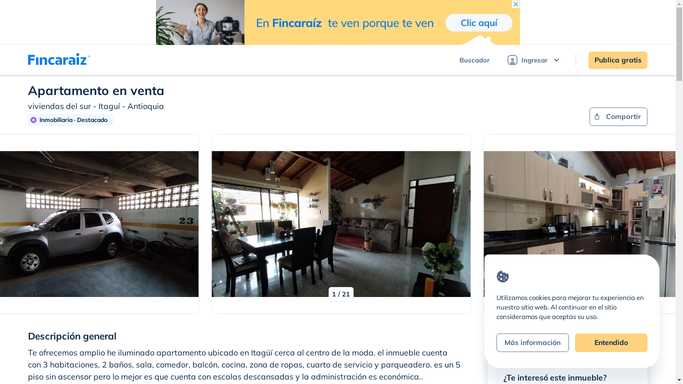 En Fincaraíz te ven porque te ven
Clic aquí
Fincaraiz
Buscador
Ingresar
Publica gratis
Apartamento en venta
viviendas del sur - Itaguí - Antioquia
Inmobiliaria · Destacado
Compartir
23
1 / 21
Utilizamos cookies para mejorar tu experiencia en
nuestro sitio web. Al continuar en el sitio
consideramos que aceptas su uso.
Más información
Entendido
Descripción general
Te ofrecemos amplio he iluminado apartamento ubicado en Itagüí cerca al centro de la moda, el inmueble cuenta
con 3 habitaciones, 2 baños, sala, comedor, balcón, cocina, zona de ropas, cuarto de servicio y parqueadero. es un 5
piso sin ascensor pero lo mejor es que cuenta con escalas descansadas y la administración es económica..
¿Te interesó este inmueble?